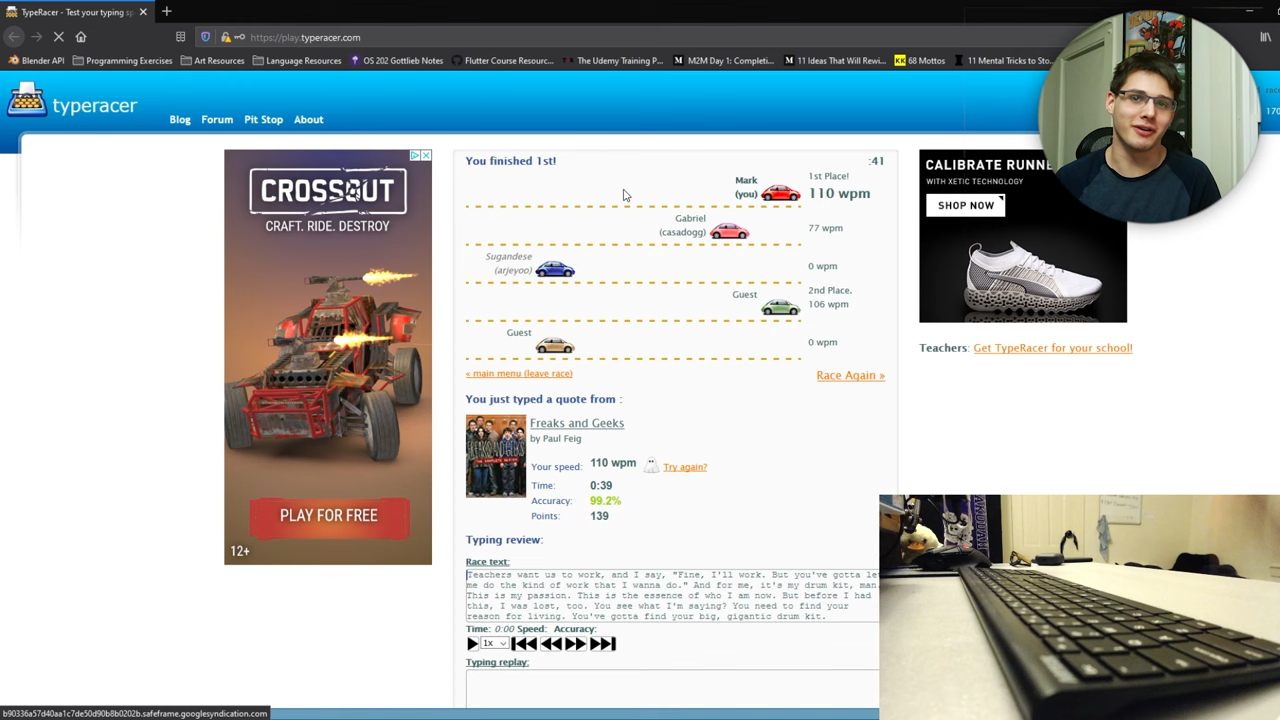 TypeRacer - Test your typing sp
https://play.typeracer.com
Blender API
Programming Exercises
Art Resources
Language Resources
OS 202 Gottlieb Notes
Flutter Course Resourc...
The Udemy Training P...
M2M Day 1: Completi...
11 Ideas That Will Rewi...
KK 68 Mottos
11 Mental Tricks to Sto...
typeracer
Blog Forum Pit Stop About
170
CROSSOUT
CRAFT. RIDE. DESTROY
PLAY FOR FREE
12+
You finished 1st! :41
Mark
(you)
1st Place!
110 wpm
Gabriel
(casadogg)
77 wpm
Sugandese
(arjeyoo)
0 wpm
Guest
2nd Place.
106 wpm
Guest
0 wpm
« main menu (leave race) Race Again »
You just typed a quote from :
FREAKS AND GEEKS
Freaks and Geeks
by Paul Feig
Your speed: 110 wpm Try again?
Time: 0:39
Accuracy: 99.2%
Points: 139
Typing review:
Race text:
Teachers want us to work, and I say, "Fine, I'll work. But you've gotta let
me do the kind of work that I wanna do." And for me, it's my drum kit, man.
This is my passion. This is the essence of who I am now. But before I had
this, I was lost, too. You see what I'm saying? You need to find your
reason for living. You've gotta find your big, gigantic drum kit.
Time: 0:00 Speed: Accuracy:
1x
Typing replay:
CALIBRATE RUNNE
WITH XETIC TECHNOLOGY
SHOP NOW
Teachers: Get TypeRacer for your school!
b90336a57d40aa1c7de50d90b8b0202b.safeframe.googlesyndication.com